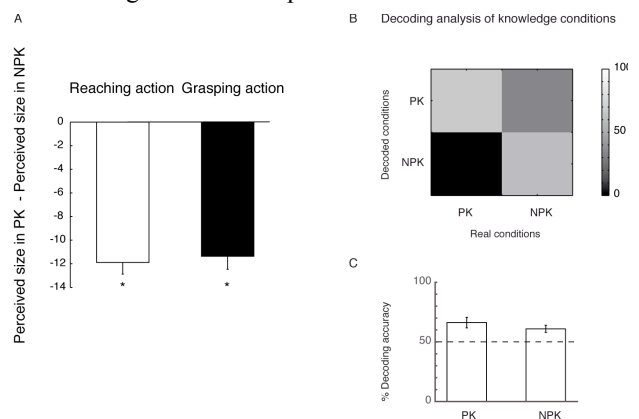 A
Perceived size in PK - Perceived size in NPK
Reaching action Grasping action
0
-2
-4
-6
-8
-10
-12
-14
* *
B Decoding analysis of knowledge conditions
Decoded conditions
PK
NPK
PK NPK
Real conditions
100
50
0
C
% Decoding accuracy
100
50
0
PK NPK